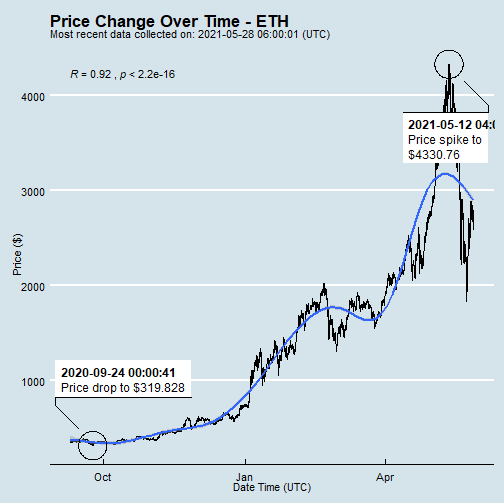 Price Change Over Time - ETH
Most recent data collected on: 2021-05-28 06:00:01 (UTC)
R = 0.92 , p < 2.2e-16
4000
2021-05-12 04:0
Price spike to
$4330.76
3000
Price ($)
2000
2020-09-24 00:00:41
Price drop to $319.828
1000
Oct
Jan
Apr
Date Time (UTC)